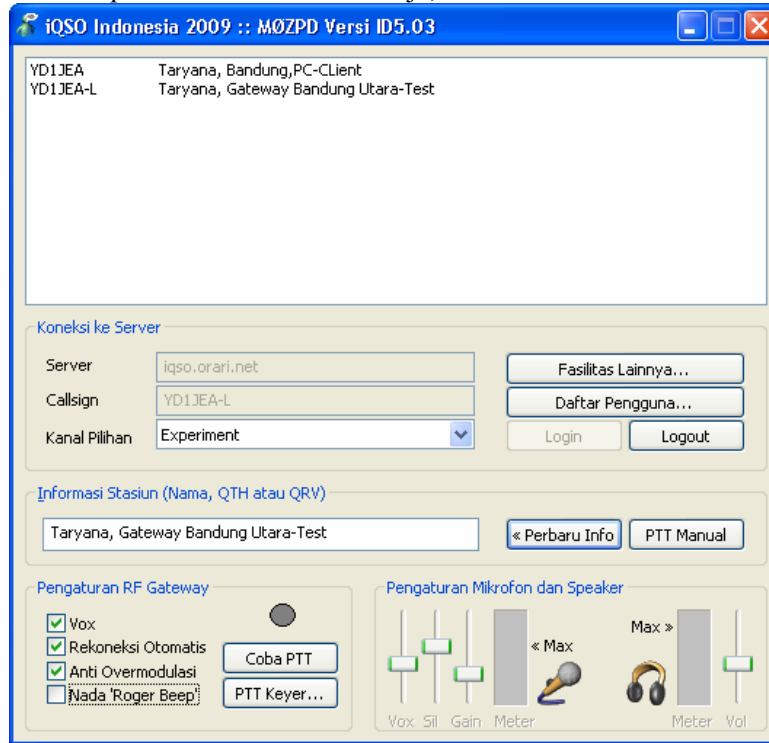 iQSO Indonesia 2009 :: MØZPD Versi ID5.03
YD1JEA Taryana, Bandung,PC-CLient
YD1JEA-L Taryana, Gateway Bandung Utara-Test
Koneksi ke Server
Server iqso.orari.net Fasilitas Lainnya...
Callsign YD1JEA-L Daftar Pengguna...
Kanal Pilihan Experiment Login Logout
Informasi Stasiun (Nama, QTH atau QRV)
Taryana, Gateway Bandung Utara-Test « Perbaru Info PTT Manual
Pengaturan RF Gateway
Vox
Rekoneksi Otomatis
Anti Overmodulasi
Nada 'Roger Beep'
Coba PTT
PTT Keyer...
Pengaturan Mikrofon dan Speaker
« Max Max »
Vox Sil Gain Meter Meter Vol